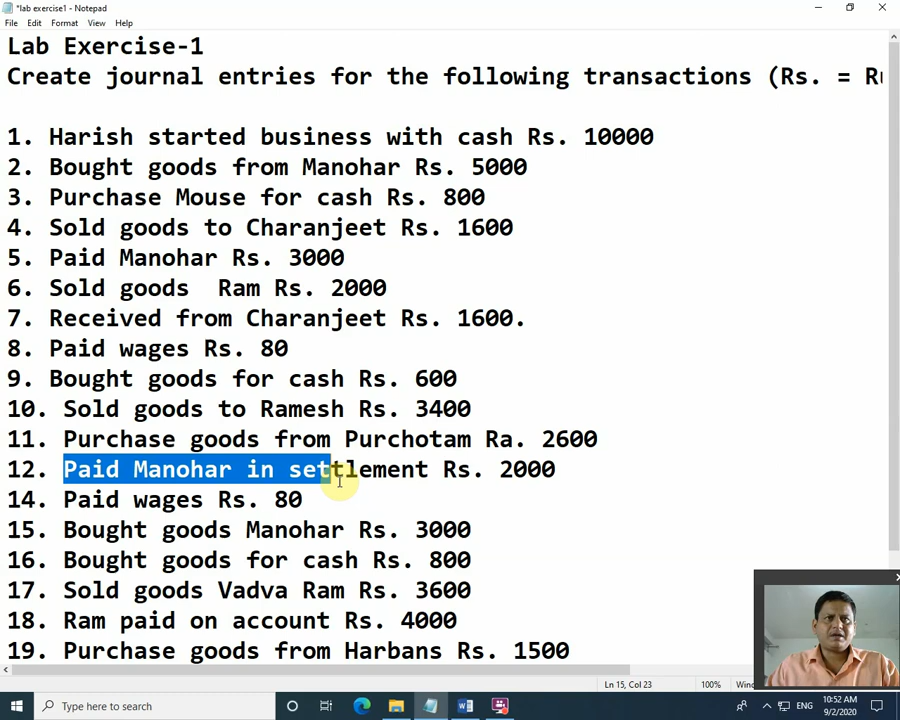 *lab exercise1 - Notepad
File Edit Format View Help
Lab Exercise-1
Create journal entries for the following transactions (Rs. = Ru
1. Harish started business with cash Rs. 10000
2. Bought goods from Manohar Rs. 5000
3. Purchase Mouse for cash Rs. 800
4. Sold goods to Charanjeet Rs. 1600
5. Paid Manohar Rs. 3000
6. Sold goods  Ram Rs. 2000
7. Received from Charanjeet Rs. 1600.
8. Paid wages Rs. 80
9. Bought goods for cash Rs. 600
10. Sold goods to Ramesh Rs. 3400
11. Purchase goods from Purchotam Ra. 2600
12. Paid Manohar in settlement Rs. 2000
14. Paid wages Rs. 80
15. Bought goods Manohar Rs. 3000
16. Bought goods for cash Rs. 800
17. Sold goods Vadva Ram Rs. 3600
18. Ram paid on account Rs. 4000
19. Purchase goods from Harbans Rs. 1500
Ln 15, Col 23 100% Win
Type here to search
ENG
10:52 AM
9/2/2020